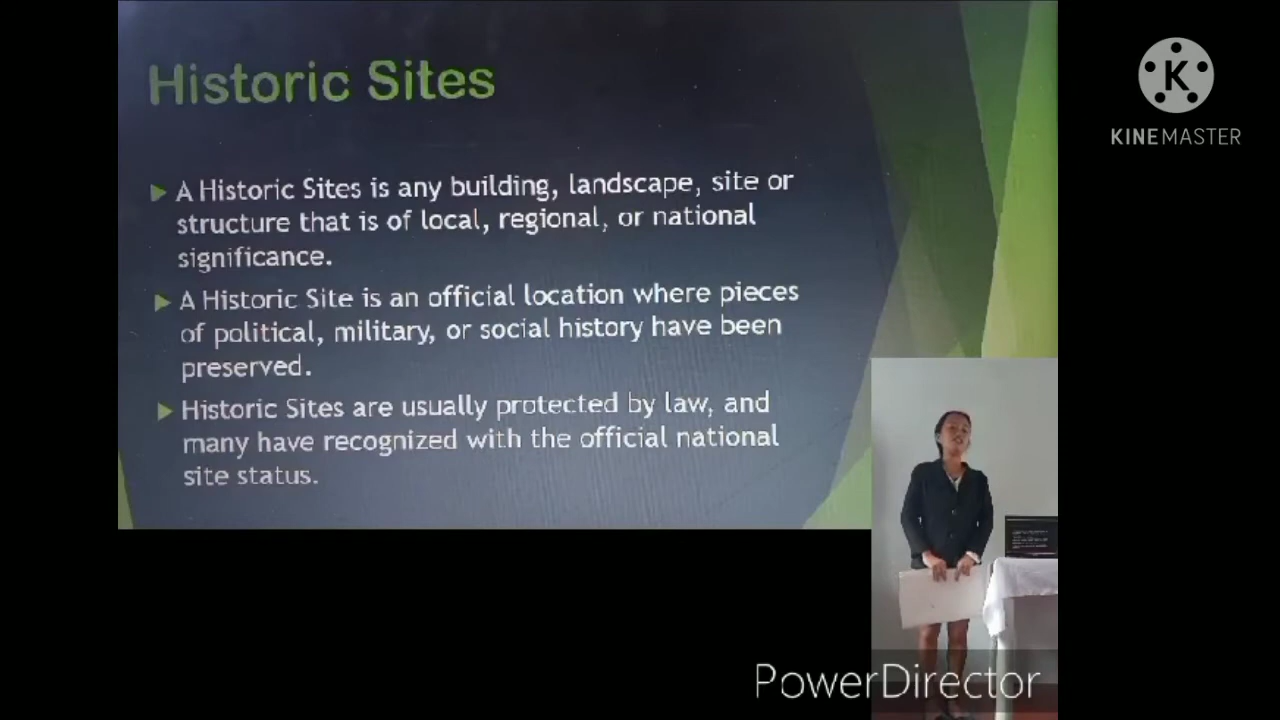 Historic Sites
A Historic Sites is any building, landscape, site or
structure that is of local, regional, or national
significance.
A Historic Site is an official location where pieces
of political, military, or social history have been
preserved.
Historic Sites are usually protected by law, and
many have recognized with the official national
site status.
K
KINEMASTER
PowerDirector